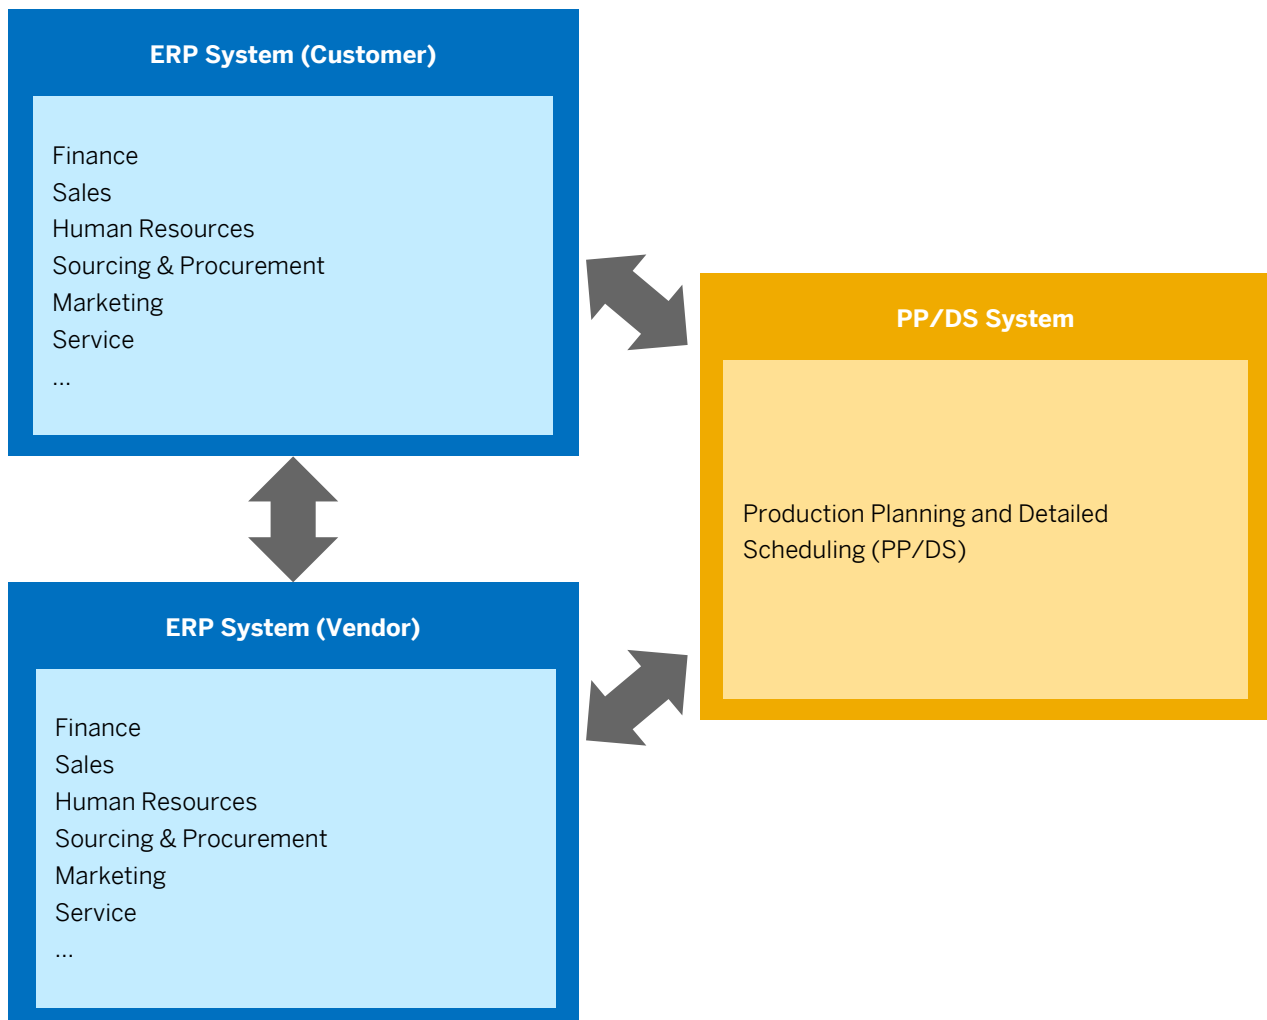 ERP System (Customer)
Finance
Sales
Human Resources
Sourcing & Procurement
Marketing
Service
...
PP/DS System
Production Planning and Detailed
Scheduling (PP/DS)
ERP System (Vendor)
Finance
Sales
Human Resources
Sourcing & Procurement
Marketing
Service
...